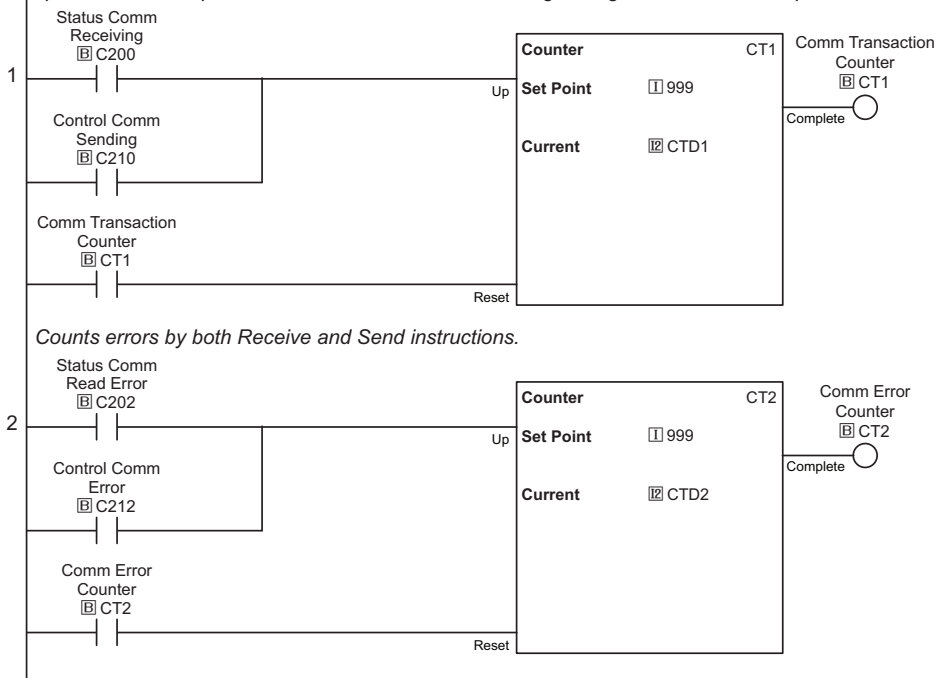 Status Comm
Receiving
B C200
1
Up
Control Comm
Sending
B C210
Comm Transaction
Counter
B CT1
Reset
Counter CT1
Set Point I 999
Current I2 CTD1
Comm Transaction
Counter
B CT1
Complete
Counts errors by both Receive and Send instructions.
Status Comm
Read Error
B C202
2
Up
Control Comm
Error
B C212
Comm Error
Counter
B CT2
Reset
Counter CT2
Set Point I 999
Current I2 CTD2
Comm Error
Counter
B CT2
Complete